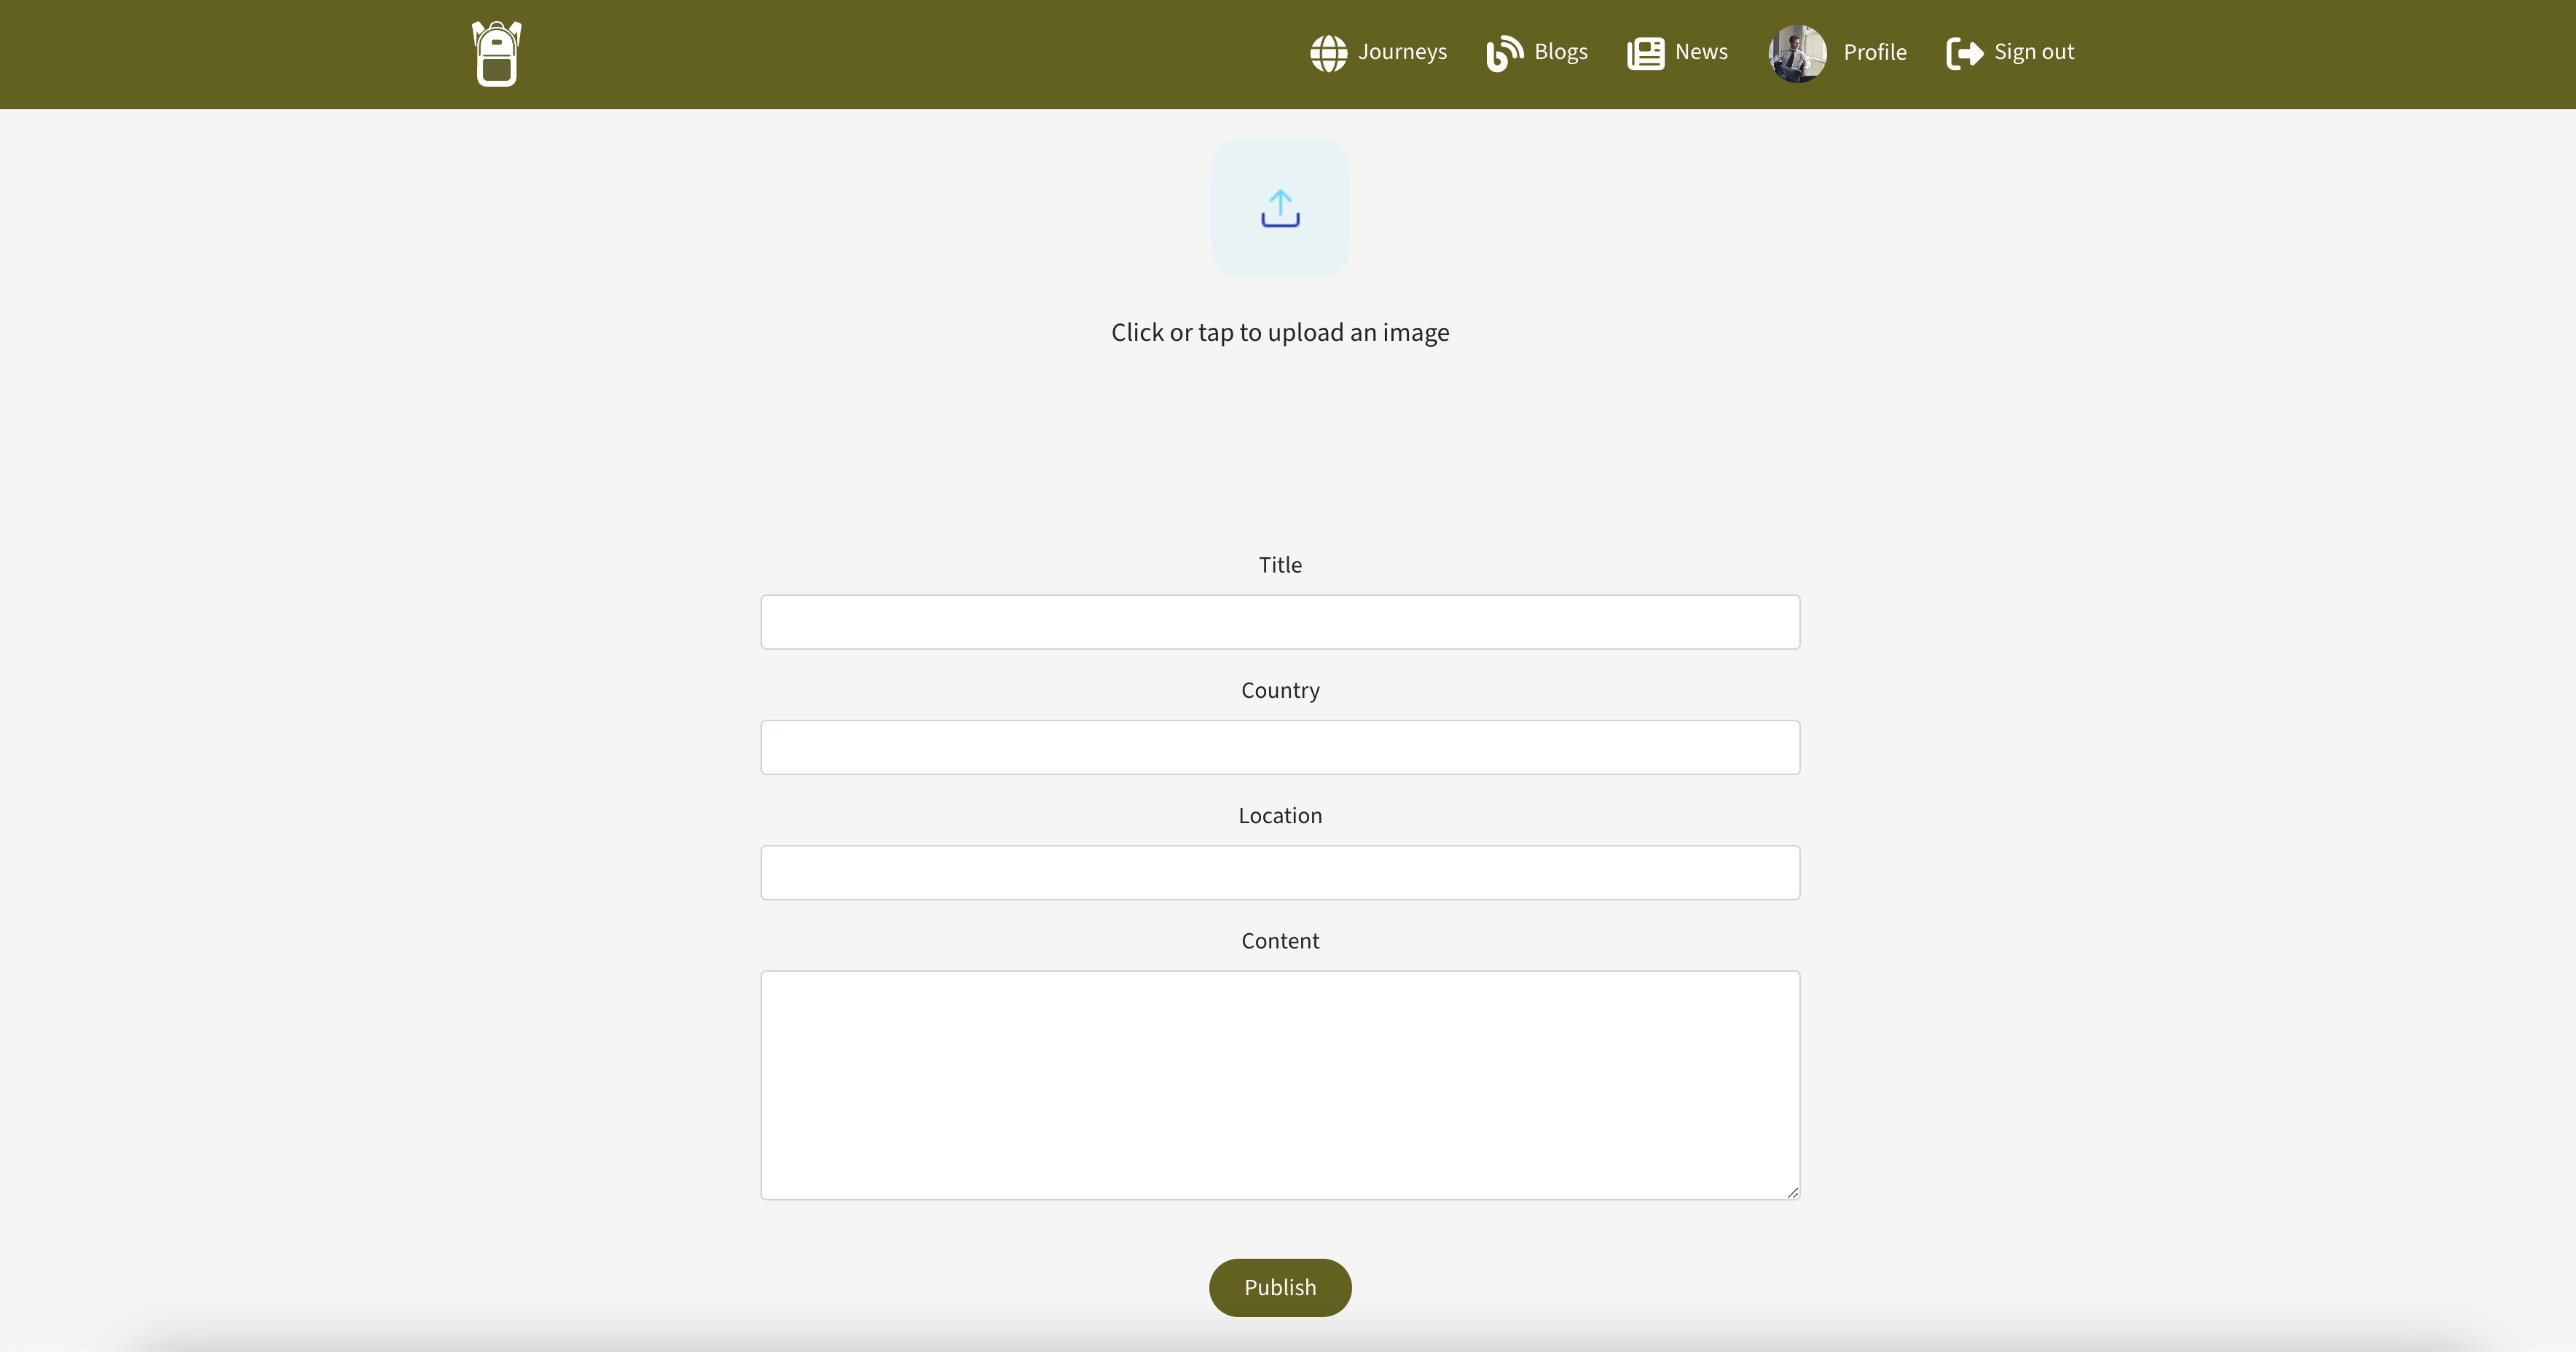 Journeys Blogs News Profile Sign out
Click or tap to upload an image
Title
Country
Location
Content
Publish